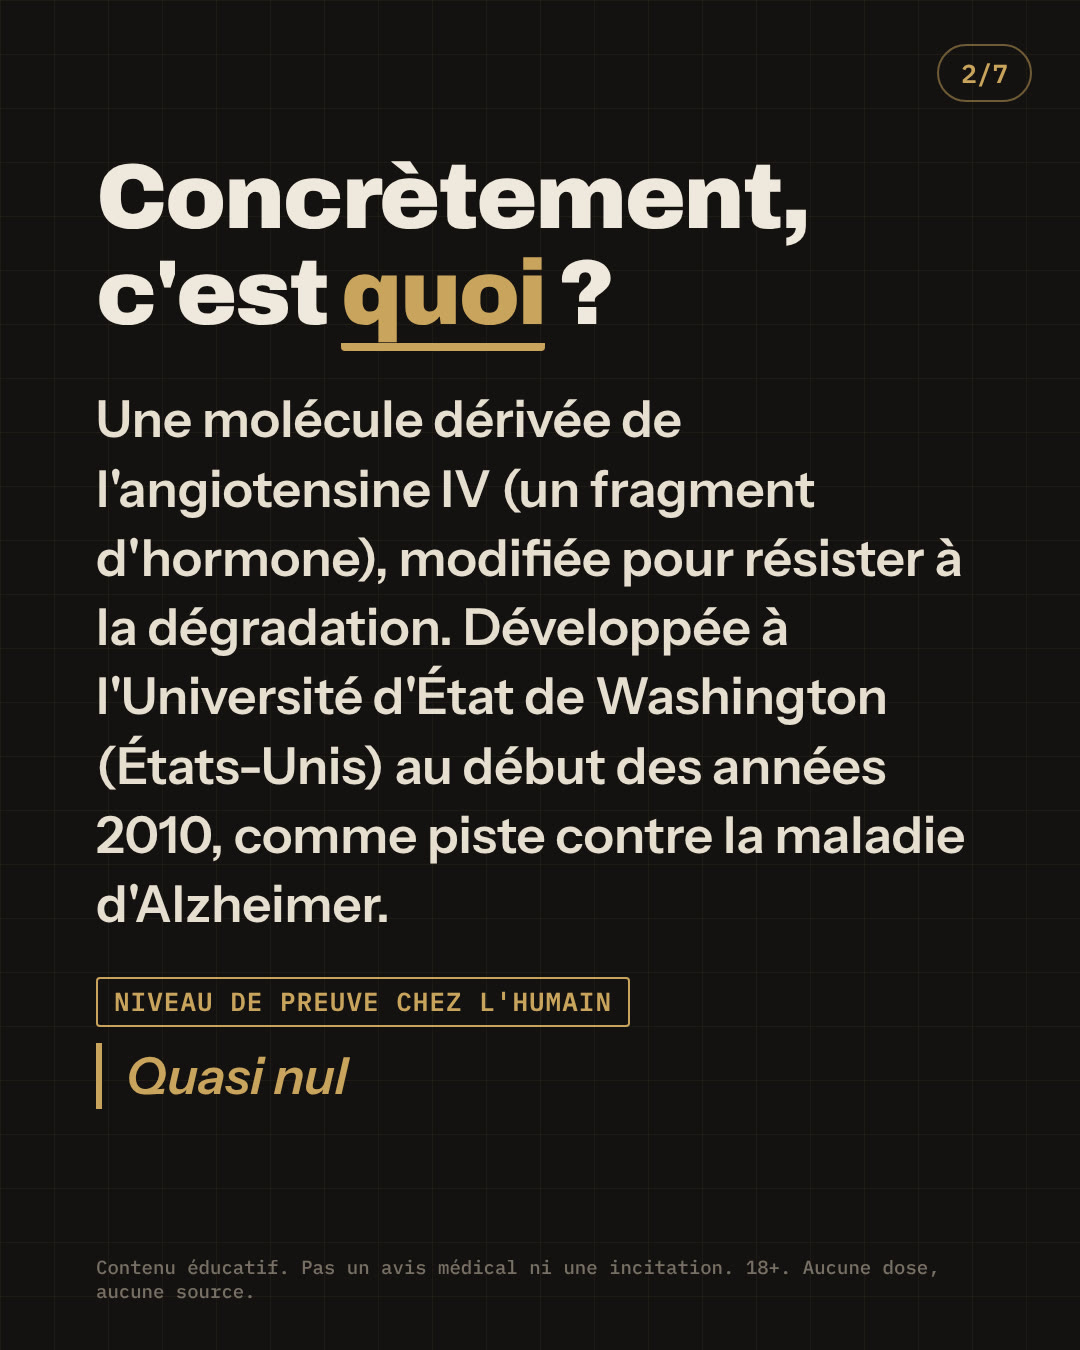 2/7
Concrètement,
c'est quoi ?
Une molécule dérivée de
l'angiotensine IV (un fragment
d'hormone), modifiée pour résister à
la dégradation. Développée à
l'Université d'État de Washington
(États-Unis) au début des années
2010, comme piste contre la maladie
d'Alzheimer.
NIVEAU DE PREUVE CHEZ L'HUMAIN
Quasi nul
Contenu éducatif. Pas un avis médical ni une incitation. 18+. Aucune dose,
aucune source.